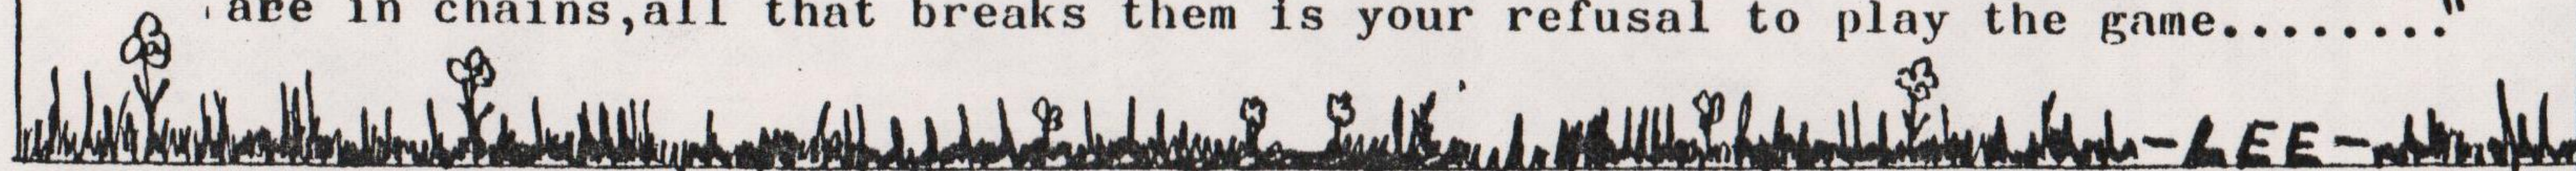 are in chains,all that breaks them is your refusal to play the game........"
-LEE-